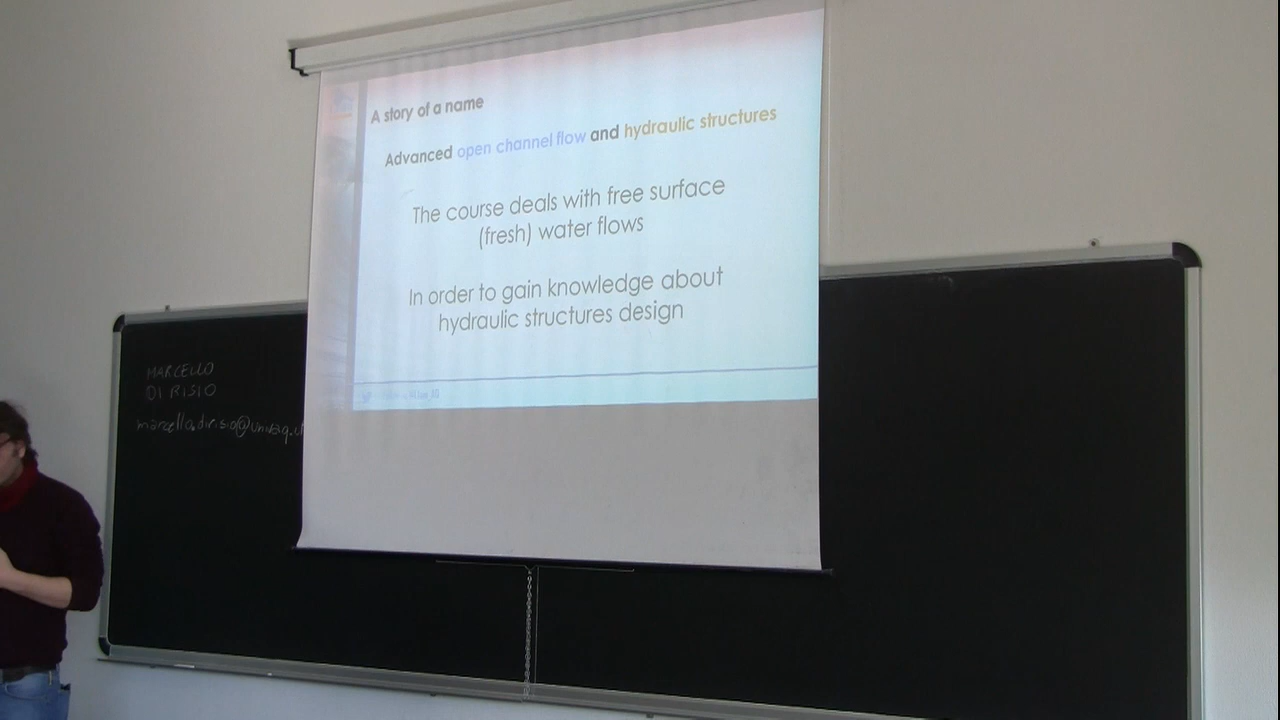 A story of a name
Advanced open channel flow and hydraulic structures
The course deals with free surface
(fresh) water flows
In order to gain knowledge about
hydraulic structures design
MARCELLO
DI RISIO